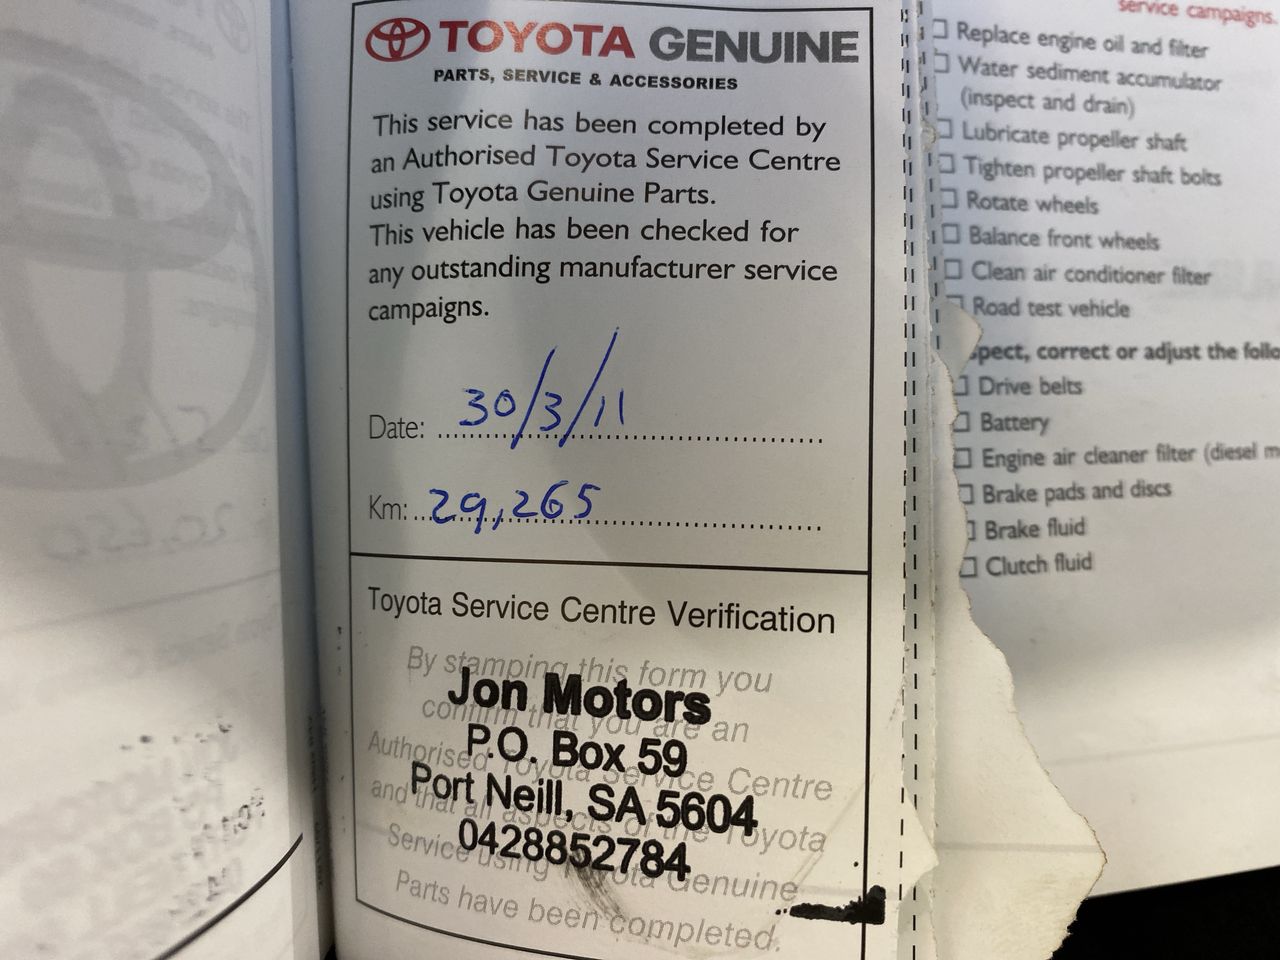 TOYOTA GENUINE
PARTS, SERVICE & ACCESSORIES
This service has been completed by
an Authorised Toyota Service Centre
using Toyota Genuine Parts.
This vehicle has been checked for
any outstanding manufacturer service
campaigns.
Date: 30/3/11
Km: 29,265
Toyota Service Centre Verification
By stamping this form you
confirm that you are an
Authorised Toyota Service Centre
and that all aspects of the Toyota
Service using Toyota Genuine
Parts have been completed.
Jon Motors
P.O. Box 59
Port Neill, SA 5604
0428852784
service campaigns.
Replace engine oil and filter
Water sediment accumulator
(inspect and drain)
Lubricate propeller shaft
Tighten propeller shaft bolts
Rotate wheels
Balance front wheels
Clean air conditioner filter
Road test vehicle
spect, correct or adjust the follo
Drive belts
Battery
Engine air cleaner filter (diesel m
Brake pads and discs
Brake fluid
Clutch fluid